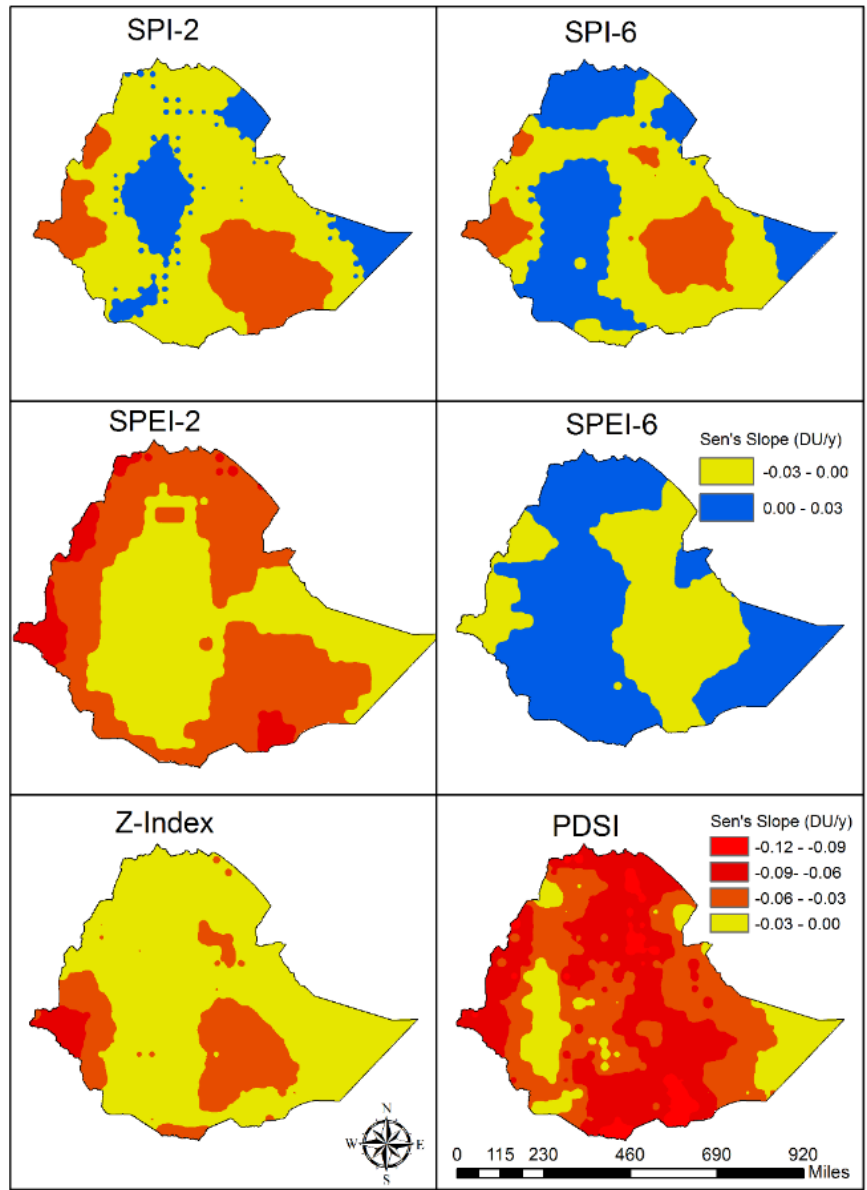 SPI-2
SPI-6
SPEI-2
SPEI-6
Sen's Slope (DU/y)
-0.03 - 0.00
0.00 - 0.03
Z-Index
PDSI
Sen's Slope (DU/y)
-0.12 - -0.09
-0.09- -0.06
-0.06 - -0.03
-0.03 - 0.00
N
W E
S
0 115 230 460 690 920
Miles